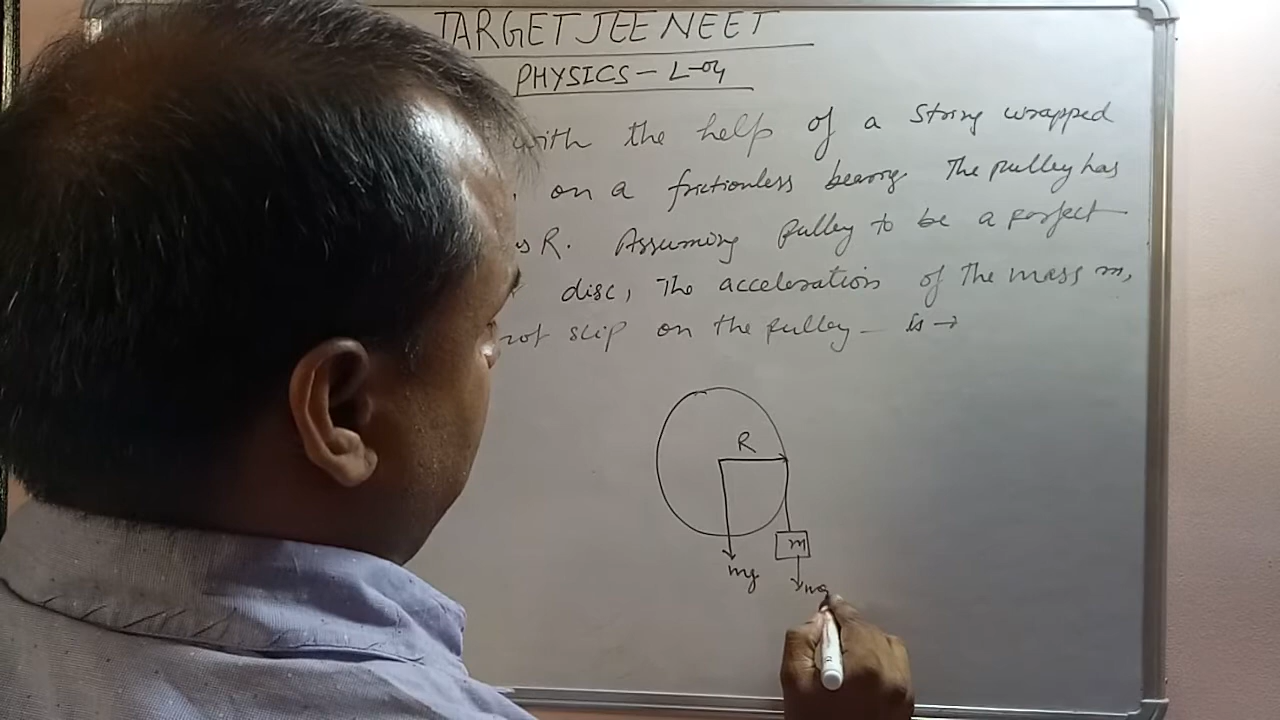 TARGET JEE NEET
PHYSICS - L-04
with the help of a string wrapped
on a frictionless bearing. The pulley has
R. Assuming pulley to be a perfect
disc, The acceleration of the mass m,
not slip on the pulley - is →
R
m
mg
mg